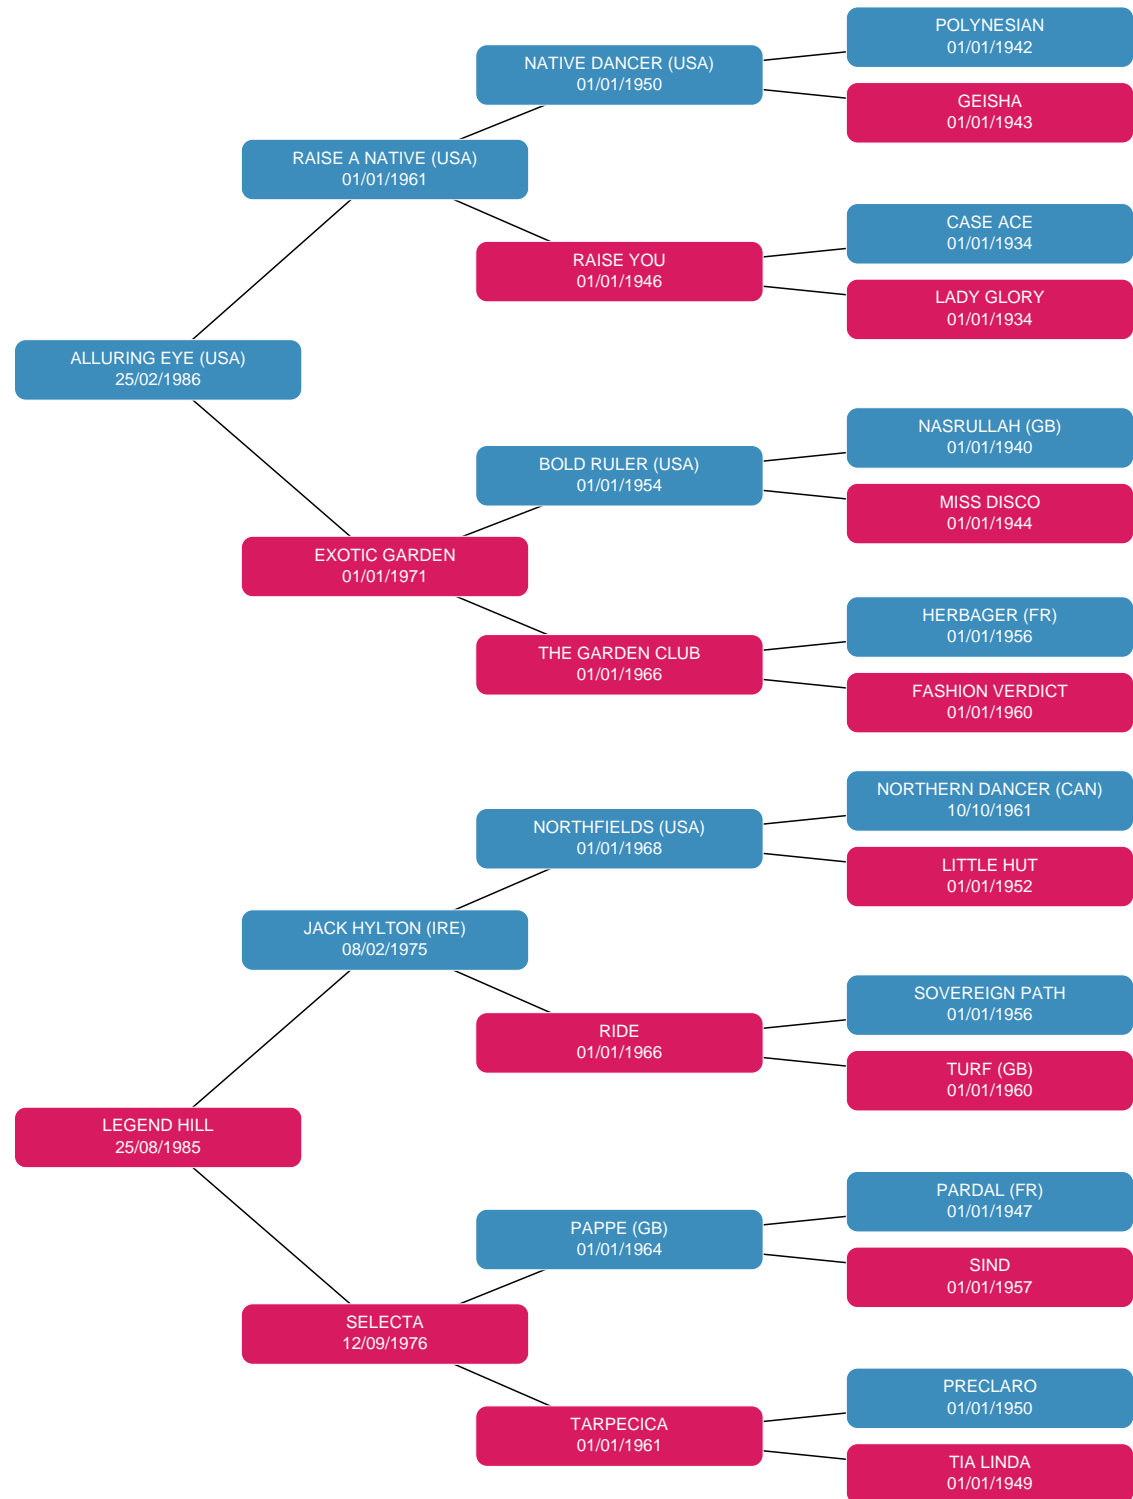 POLYNESIAN
01/01/1942
NATIVE DANCER (USA)
01/01/1950
GEISHA
01/01/1943
RAISE A NATIVE (USA)
01/01/1961
CASE ACE
01/01/1934
RAISE YOU
01/01/1946
LADY GLORY
01/01/1934
ALLURING EYE (USA)
25/02/1986
NASRULLAH (GB)
01/01/1940
BOLD RULER (USA)
01/01/1954
MISS DISCO
01/01/1944
EXOTIC GARDEN
01/01/1971
HERBAGER (FR)
01/01/1956
THE GARDEN CLUB
01/01/1966
FASHION VERDICT
01/01/1960
NORTHERN DANCER (CAN)
10/10/1961
NORTHFIELDS (USA)
01/01/1968
LITTLE HUT
01/01/1952
JACK HYLTON (IRE)
08/02/1975
SOVEREIGN PATH
01/01/1956
RIDE
01/01/1966
TURF (GB)
01/01/1960
LEGEND HILL
25/08/1985
PARDAL (FR)
01/01/1947
PAPPE (GB)
01/01/1964
SIND
01/01/1957
SELECTA
12/09/1976
PRECLARO
01/01/1950
TARPECICA
01/01/1961
TIA LINDA
01/01/1949